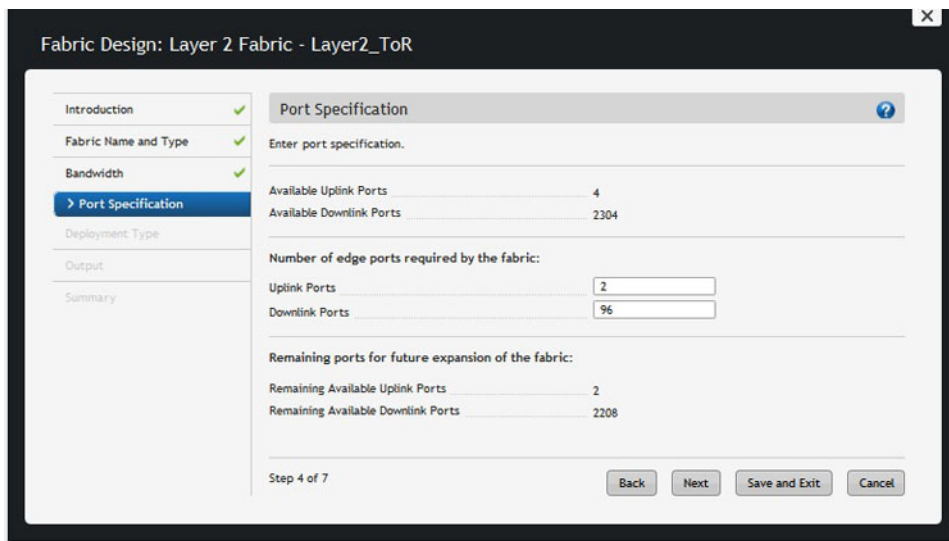 Fabric Design: Layer 2 Fabric - Layer2_ToR
Introduction
Fabric Name and Type
Bandwidth
> Port Specification
Deployment Type
Output
Summary
Port Specification
Enter port specification.
Available Uplink Ports 4
Available Downlink Ports 2304
Number of edge ports required by the fabric:
Uplink Ports 2
Downlink Ports 96
Remaining ports for future expansion of the fabric:
Remaining Available Uplink Ports 2
Remaining Available Downlink Ports 2208
Step 4 of 7
Back Next Save and Exit Cancel